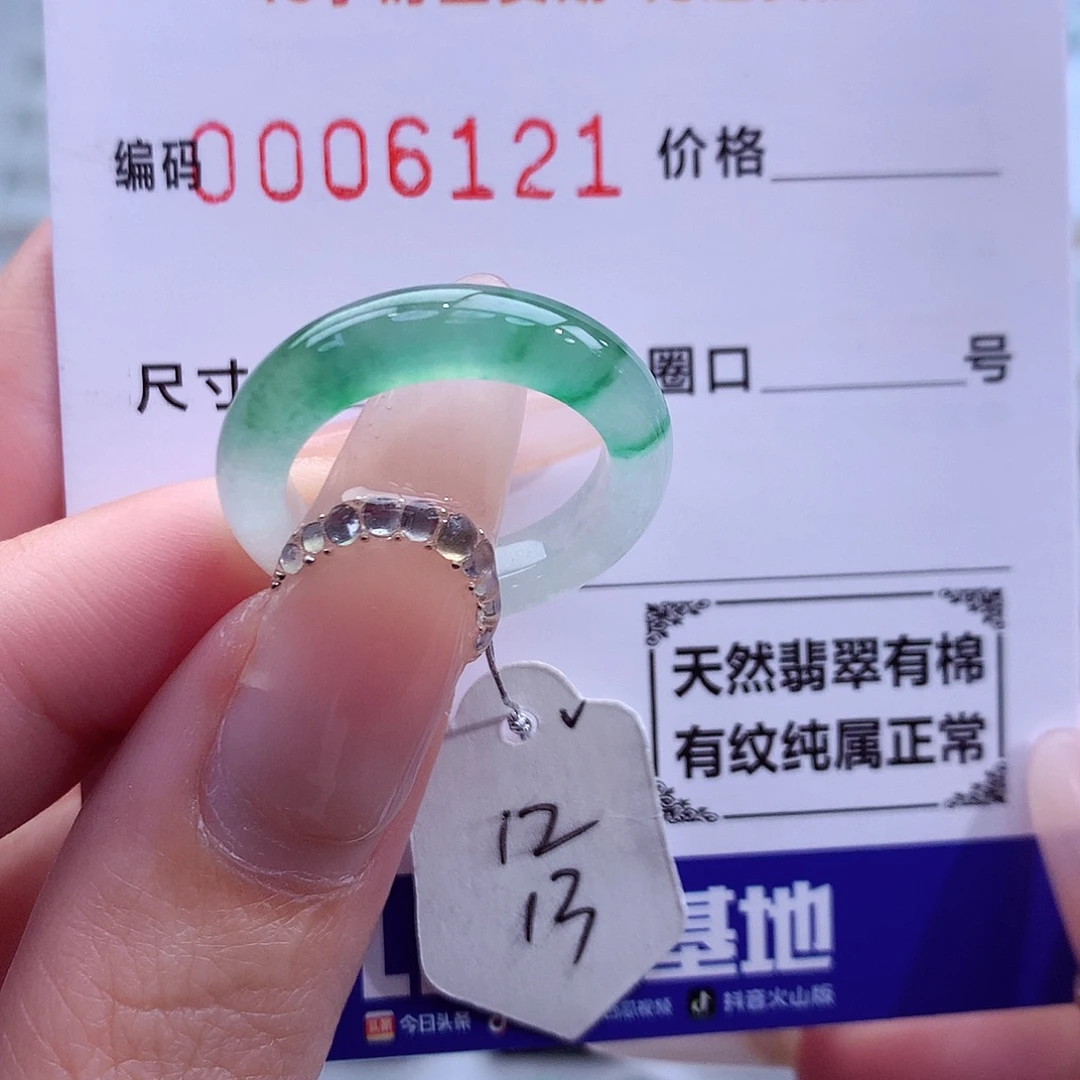 编码0006121 价格
尺寸
圈口 号
天然翡翠有棉
有纹纯属正常
12
13
基地
今日头条 抖音火山版